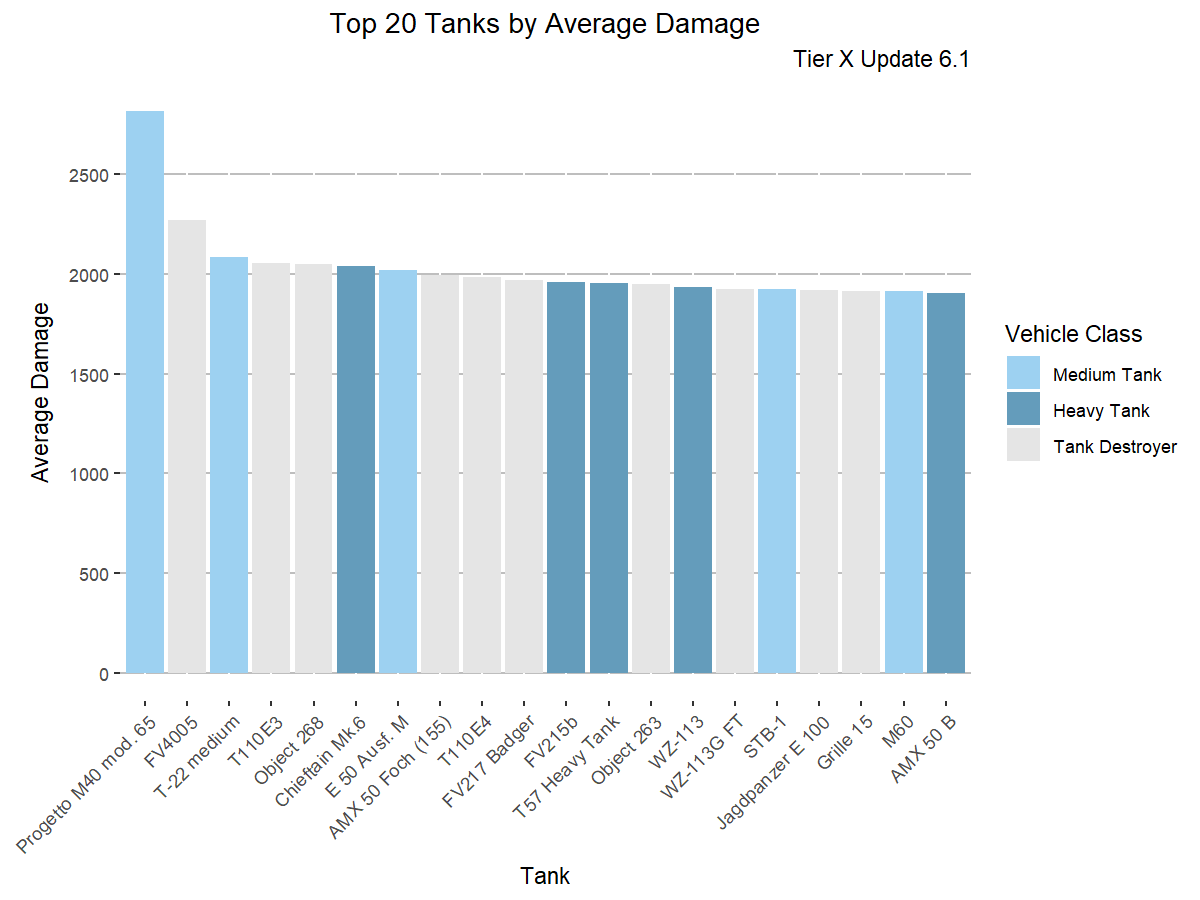 Top 20 Tanks by Average Damage
Tier X Update 6.1
Average Damage
2500
2000
1500
1000
500
0
Progetto M40 mod. 65
FV4005
T-22 medium
T110E3
Object 268
Chieftain Mk.6
E 50 Ausf. M
AMX 50 Foch (155)
T110E4
FV217 Badger
FV215b
T57 Heavy Tank
Object 263
WZ-113
WZ-113G FT
STB-1
Jagdpanzer E 100
Grille 15
M60
AMX 50 B
Tank
Vehicle Class
Medium Tank
Heavy Tank
Tank Destroyer